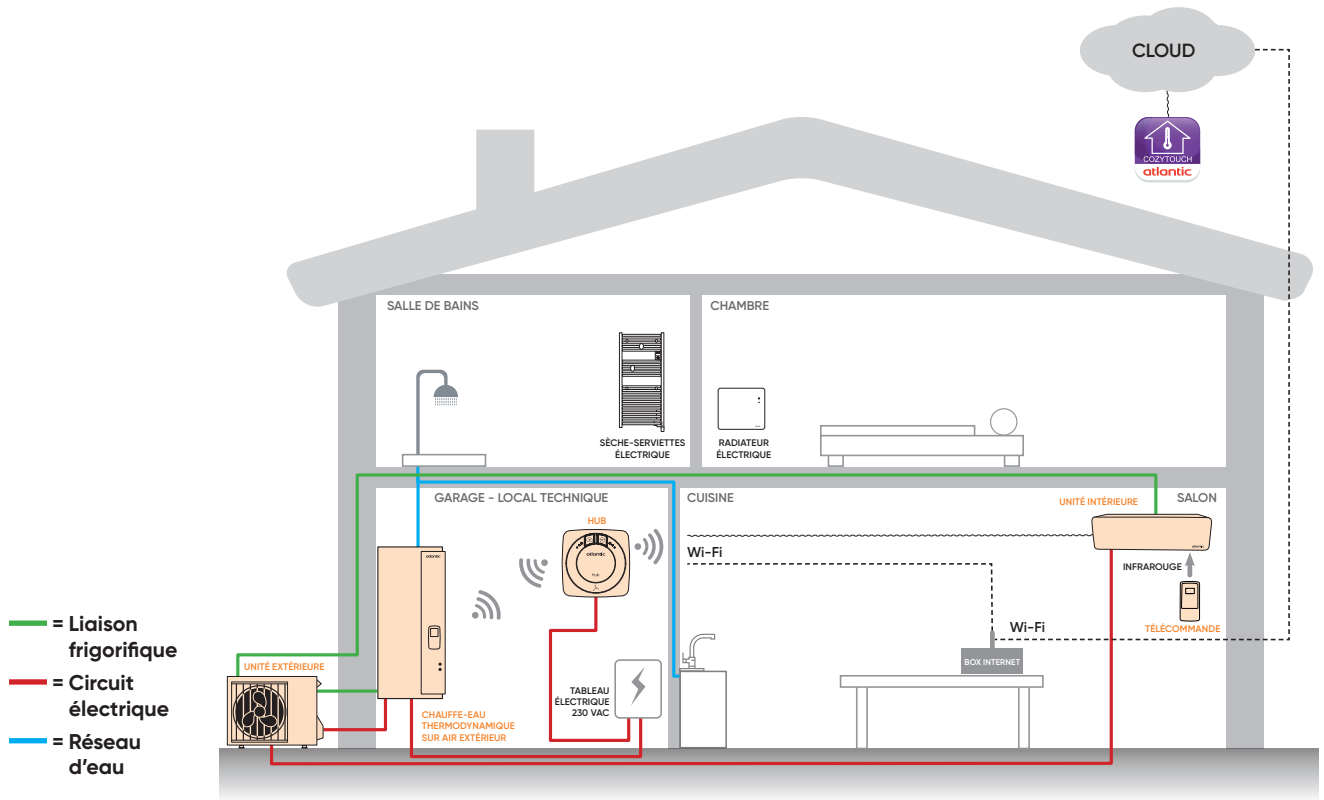 CLOUD
COZYTOUCH
atlantic
SALLE DE BAINS
CHAMBRE
SÈCHE-SERVIETTES
ÉLECTRIQUE
RADIATEUR
ÉLECTRIQUE
GARAGE - LOCAL TECHNIQUE
CUISINE
UNITÉ INTÉRIEURE
SALON
HUB
atlantic
HUB
atlantic
Wi-Fi
INFRAROUGE
TÉLÉCOMMANDE
Wi-Fi
BOX INTERNET
= Liaison
frigorifique
= Circuit
électrique
= Réseau
d'eau
UNITÉ EXTÉRIEURE
CHAUFFE-EAU
THERMODYNAMIQUE
SUR AIR EXTÉRIEUR
TABLEAU
ÉLECTRIQUE
230 VAC